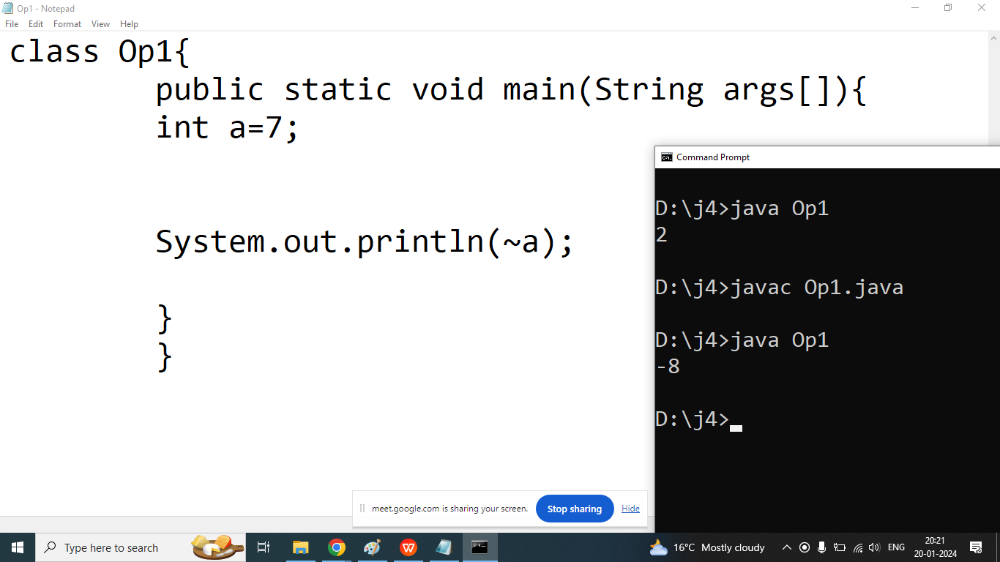 Op1 - Notepad
File Edit Format View Help
class Op1{
public static void main(String args[]){
int a=7;
System.out.println(~a);
}
}
Command Prompt
D:\j4>java Op1
2
D:\j4>javac Op1.java
D:\j4>java Op1
-8
D:\j4>
meet.google.com is sharing your screen. Stop sharing Hide
Type here to search
16°C Mostly cloudy
ENG
20:21
20-01-2024